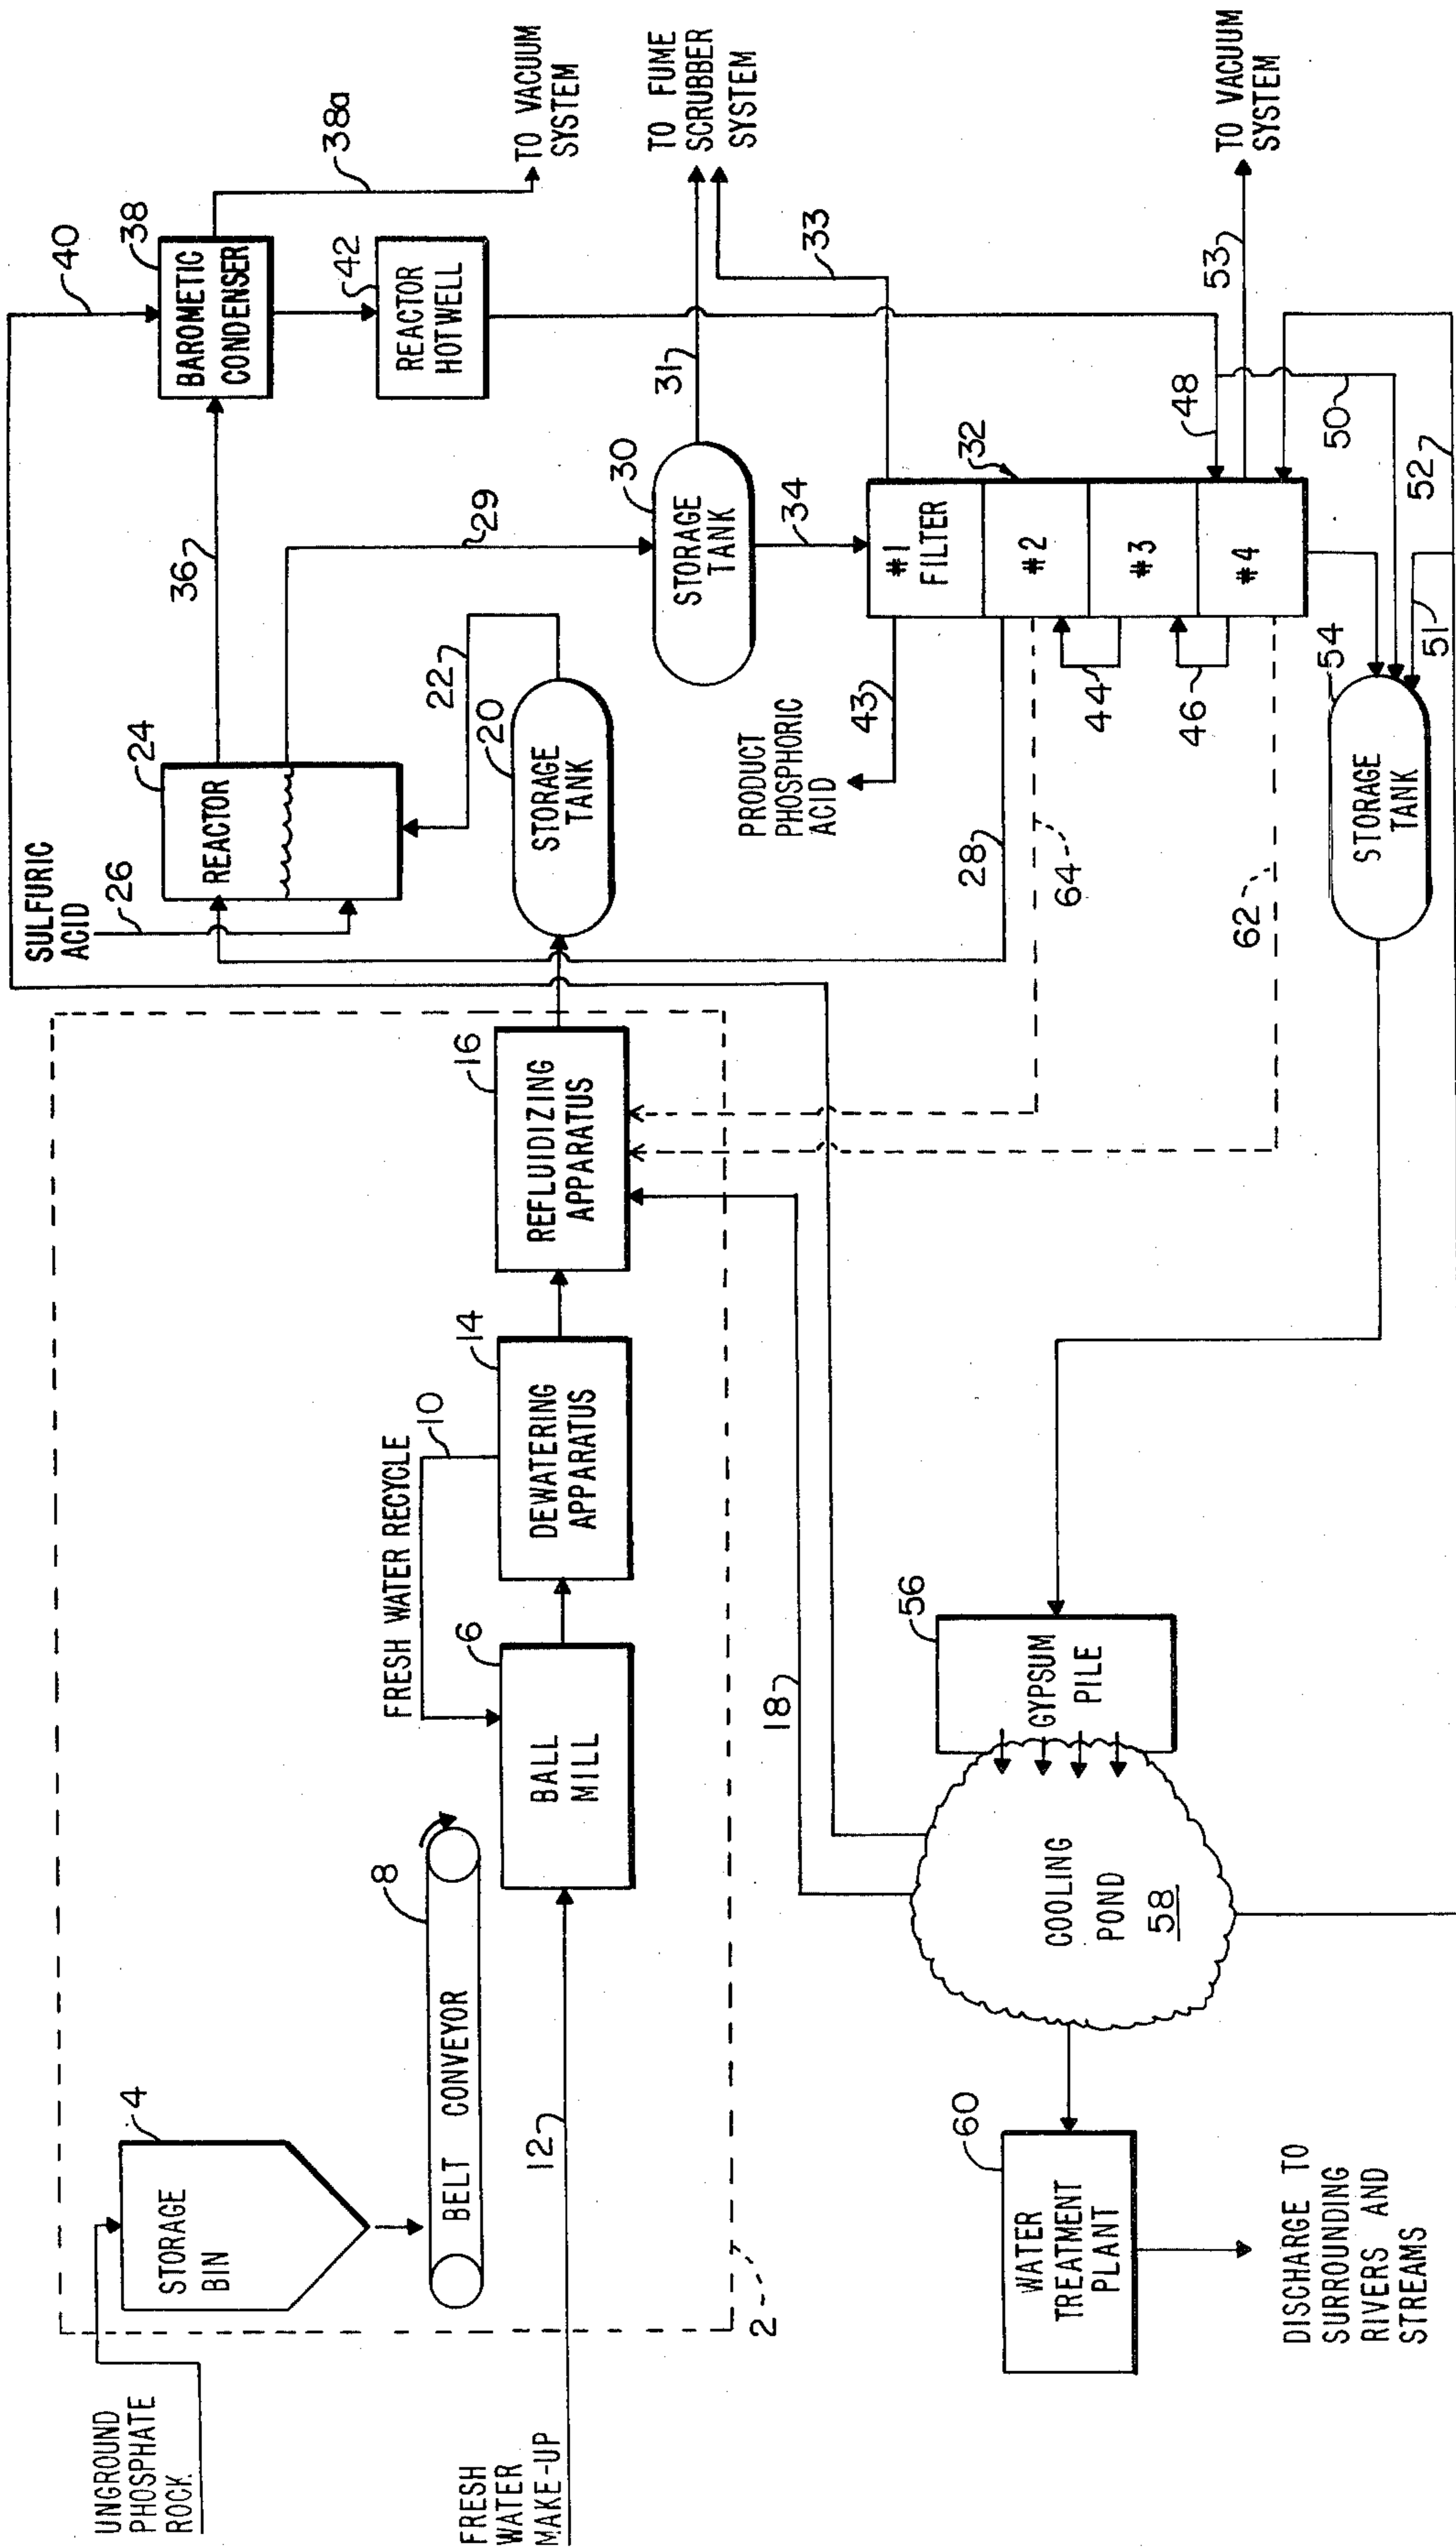 UNGROUND
PHOSPHATE
ROCK
4
STORAGE
BIN
8
BELT CONVEYOR
FRESH
WATER
MAKE-UP
12
2
FRESH WATER RECYCLE
10
6
BALL
MILL
14
DEWATERING
APPARATUS
16
REFLUIDIZING
APPARATUS
SULFURIC
ACID
26
24
REACTOR
22
20
STORAGE
TANK
36
29
40
38
BAROMETIC
CONDENSER
38a
TO VACUUM
SYSTEM
42
REACTOR
HOTWELL
30
STORAGE
TANK
31
TO FUME
SCRUBBER
SYSTEM
33
34
32
#1
FILTER
#2
#3
#4
43
PRODUCT
PHOSPHORIC
ACID
28
64
62
44
46
48
53
TO VACUUM
SYSTEM
50
52
51
54
STORAGE
TANK
18
56
GYPSUM
PILE
COOLING
POND
58
60
WATER
TREATMENT
PLANT
DISCHARGE TO
SURROUNDING
RIVERS AND
STREAMS